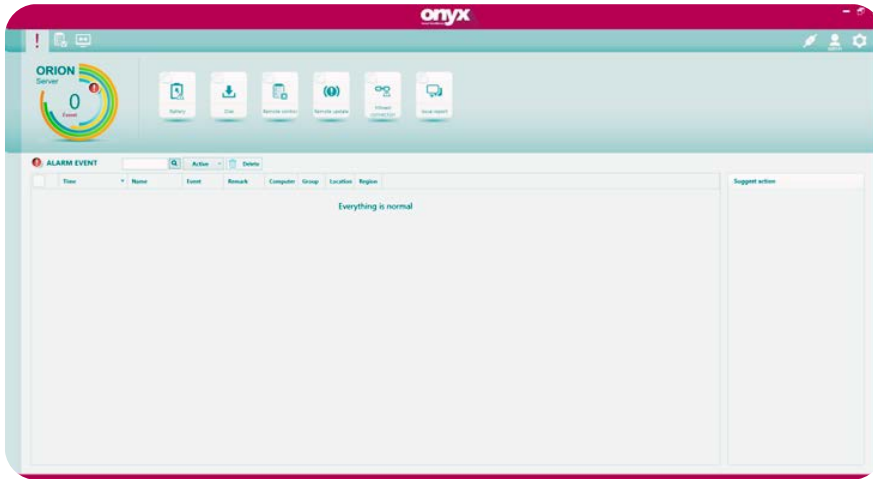 onyx
ORION
Server
0
Event
Battery
Disk
Remote control
Remote update
Missed
connection
Issue report
ALARM EVENT
Active
Delete
Time Name Event Remark Computer Group Location Region
Suggest action
Everything is normal